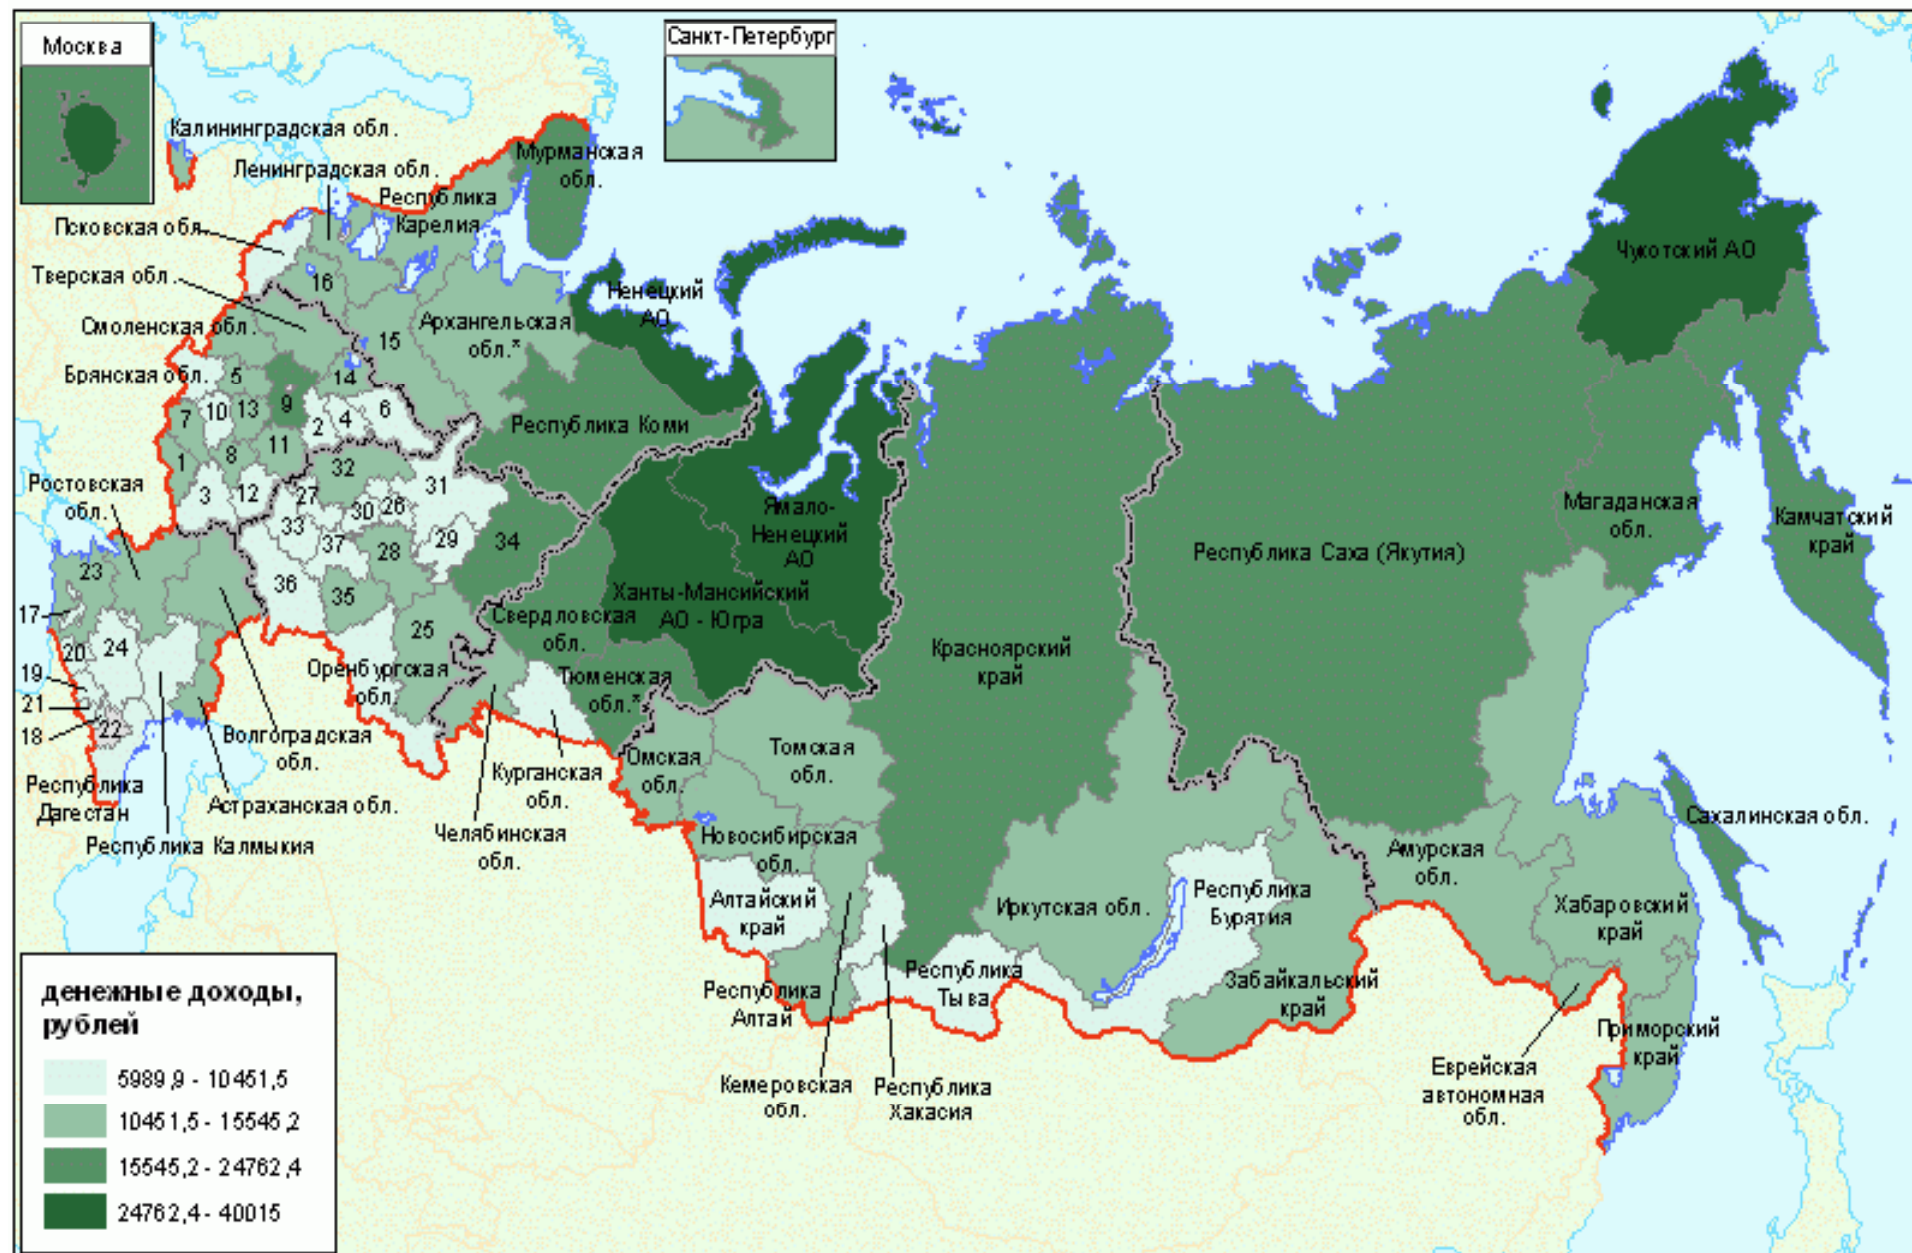 Москва
Санкт-Петербург
Калининградская обл.
Ленинградская обл.
Мурманская
обл.
Республика
Карелия
Псковская обл.
Тверская обл.
Смоленская обл.
Брянская обл.
Архангельская
обл.*
Ненецкий
АО
Чукотский АО
16
15
14
5
9
7
10
13
2
4
6
11
8
1
3
12
Республика Коми
Ростовская
обл.
32
31
27
30
26
33
37
28
29
34
36
35
25
23
17
24
20
19
21
18
22
Ямало-
Ненецкий
АО
Ханты-Мансийский
АО - Югра
Свердловская
обл.
Тюменская
обл.*
Красноярский
край
Республика Саха (Якутия)
Магаданская
обл.
Камчатский
край
Оренбургская
обл.
Волгоградская
обл.
Республика
Дагестан
Астраханская обл.
Республика Калмыкия
Курганская
обл.
Челябинская
обл.
Омская
обл.
Томская
обл.
Новосибирская
обл.
Алтайский
край
Республика
Алтай
Кемеровская
обл.
Республика
Хакасия
Республика
Тыва
Иркутская обл.
Республика
Бурятия
Забайкальский
край
Амурская
обл.
Хабаровский
край
Сахалинская обл.
Приморский
край
Еврейская
автономная
обл.
денежные доходы,
рублей
5989,9 - 10451,5
10451,5 - 15545,2
15545,2 - 24762,4
24762,4 - 40015